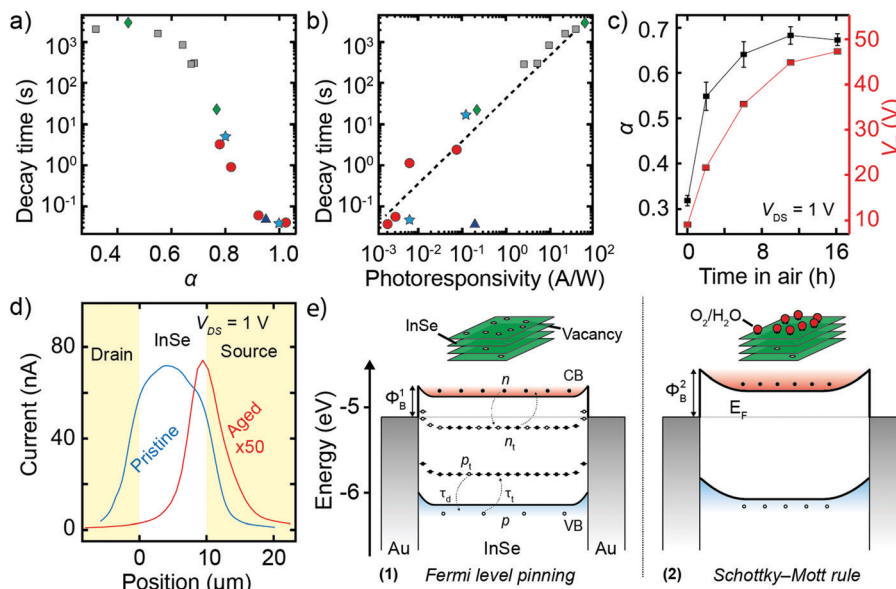 a)
Decay time (s)
10³
10²
10¹
10⁰
10⁻¹
0.4 0.6 0.8 1.0
α
b)
Decay time (s)
10³
10²
10¹
10⁰
10⁻¹
10⁻³ 10⁻² 10⁻¹ 10⁰ 10¹ 10²
Photoresponsivity (A/W)
c)
α
0.7
0.6
0.5
0.4
0.3
50
40
30
20
10
(V)
V_DS = 1 V
0 4 8 12 16
Time in air (h)
d)
Current (nA)
80
40
0
V_DS = 1 V
InSe
Drain
Source
Pristine
Aged
x50
0 10 20
Position (µm)
e)
InSe
Vacancy
O₂/H₂O
Energy (eV)
-5
-6
Φ_B¹
n
CB
n_t
p_t
τ_d
τ_t
p
VB
Au
InSe
Au
(1) Fermi level pinning
Φ_B²
E_F
(2) Schottky–Mott rule